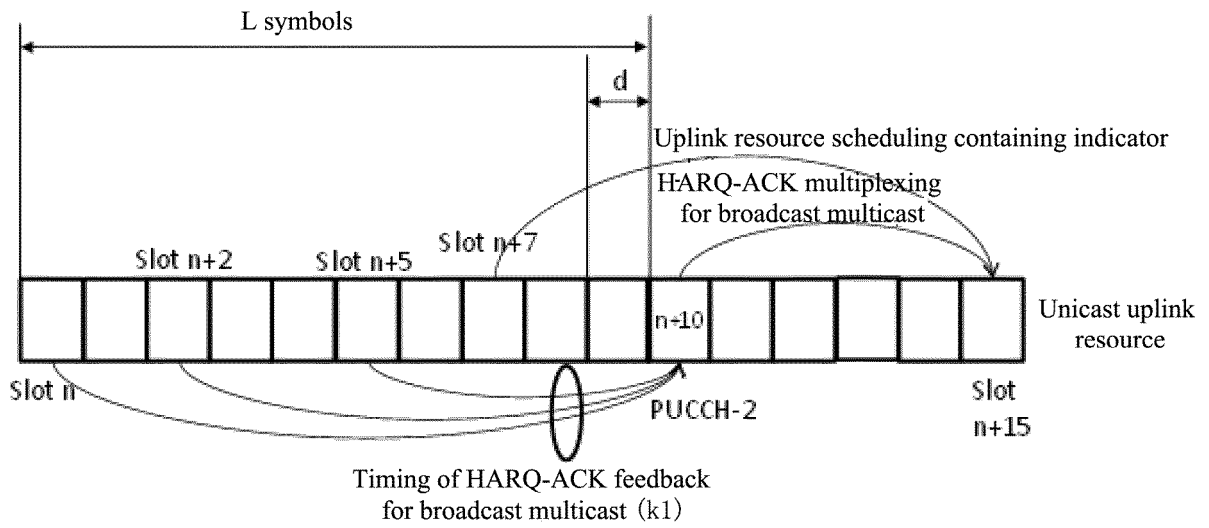 L symbols
d
Uplink resource scheduling containing indicator
HARQ-ACK multiplexing
for broadcast multicast
Slot n+7
Slot n+2
Slot n+5
n+10
Unicast uplink
resource
Slot n
PUCCH-2
Slot
n+15
Timing of HARQ-ACK feedback
for broadcast multicast (k1)